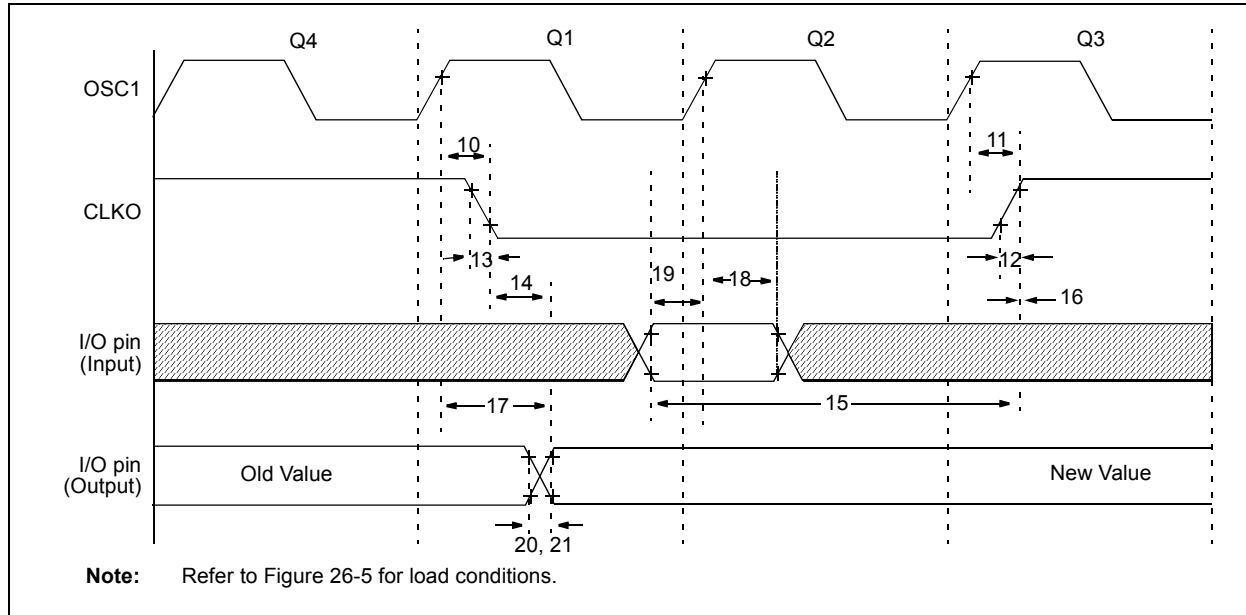 Q4 Q1 Q2 Q3
OSC1
10 11
CLKO
13 12
14 19 18
16
I/O pin
(Input)
17 15
I/O pin
(Output)
Old Value New Value
20, 21
Note: Refer to Figure 26-5 for load conditions.